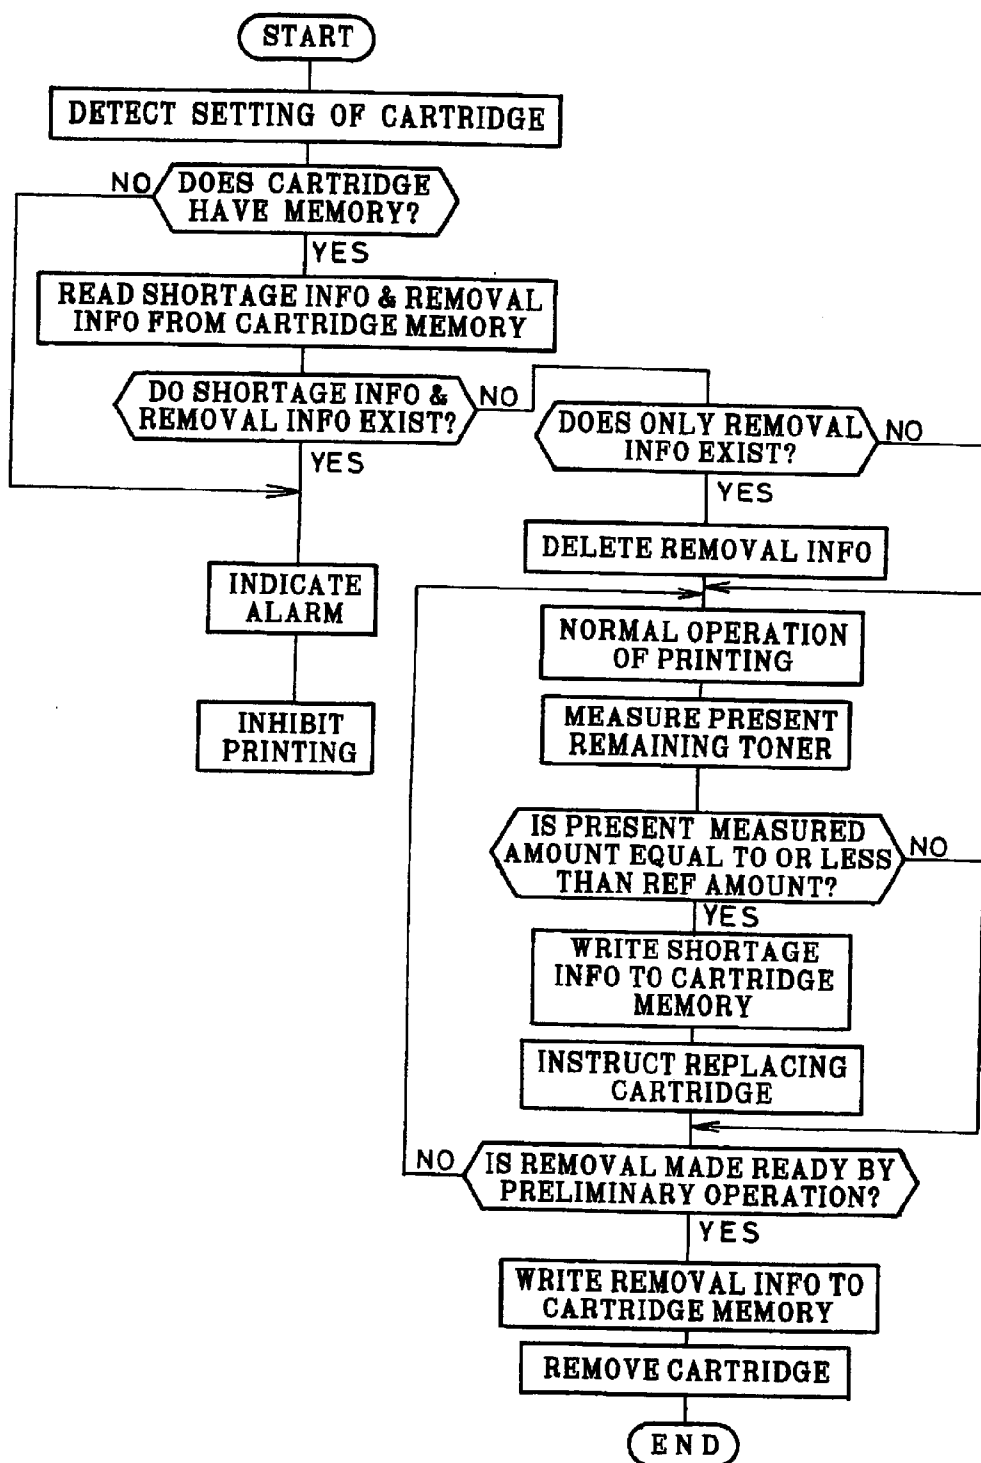 START
DETECT SETTING OF CARTRIDGE
NO
DOES CARTRIDGE
HAVE MEMORY?
YES
READ SHORTAGE INFO & REMOVAL
INFO FROM CARTRIDGE MEMORY
DO SHORTAGE INFO &
REMOVAL INFO EXIST?
NO
YES
INDICATE
ALARM
INHIBIT
PRINTING
DOES ONLY REMOVAL
INFO EXIST?
NO
YES
DELETE REMOVAL INFO
NORMAL OPERATION
OF PRINTING
MEASURE PRESENT
REMAINING TONER
IS PRESENT MEASURED
AMOUNT EQUAL TO OR LESS
THAN REF AMOUNT?
NO
YES
WRITE SHORTAGE
INFO TO CARTRIDGE
MEMORY
INSTRUCT REPLACING
CARTRIDGE
NO
IS REMOVAL MADE READY BY
PRELIMINARY OPERATION?
YES
WRITE REMOVAL INFO TO
CARTRIDGE MEMORY
REMOVE CARTRIDGE
END